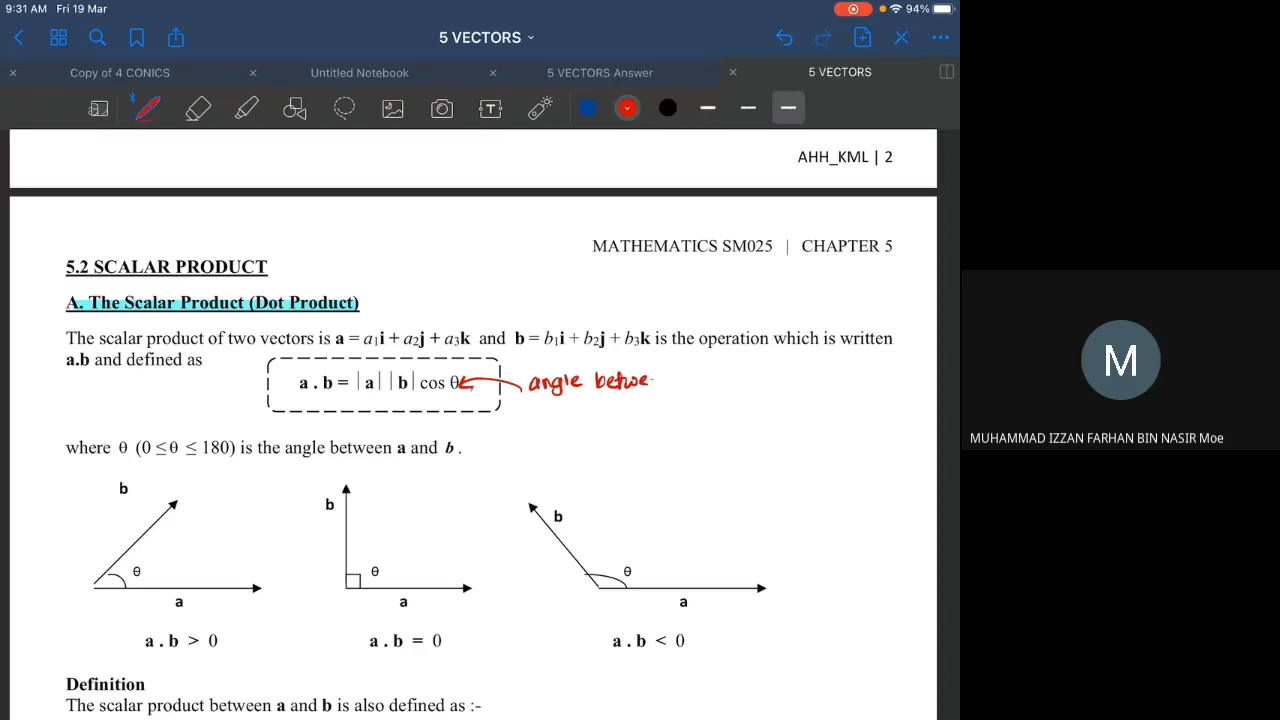 9:31 AM Fri 19 Mar
94%
5 VECTORS
Copy of 4 CONICS
Untitled Notebook
5 VECTORS Answer
5 VECTORS
AHH_KML | 2
MATHEMATICS SM025 | CHAPTER 5
5.2 SCALAR PRODUCT
A. The Scalar Product (Dot Product)
The scalar product of two vectors is a = a₁i + a₂j + a₃k and b = b₁i + b₂j + b₃k is the operation which is written
a.b and defined as
a . b = |a| |b| cos θ
angle betwe
where θ (0 ≤θ ≤ 180) is the angle between a and b .
b
θ
a
a . b > 0
b
θ
a
a . b = 0
b
θ
a
a . b < 0
Definition
The scalar product between a and b is also defined as :-
M
MUHAMMAD IZZAN FARHAN BIN NASIR Moe